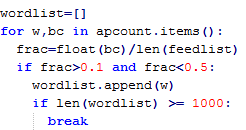 wordlist=[]
for w,bc in apcount.items():
  frac=float(bc)/len(feedlist)
  if frac>0.1 and frac<0.5:
    wordlist.append(w)
    if len(wordlist) >= 1000:
      break